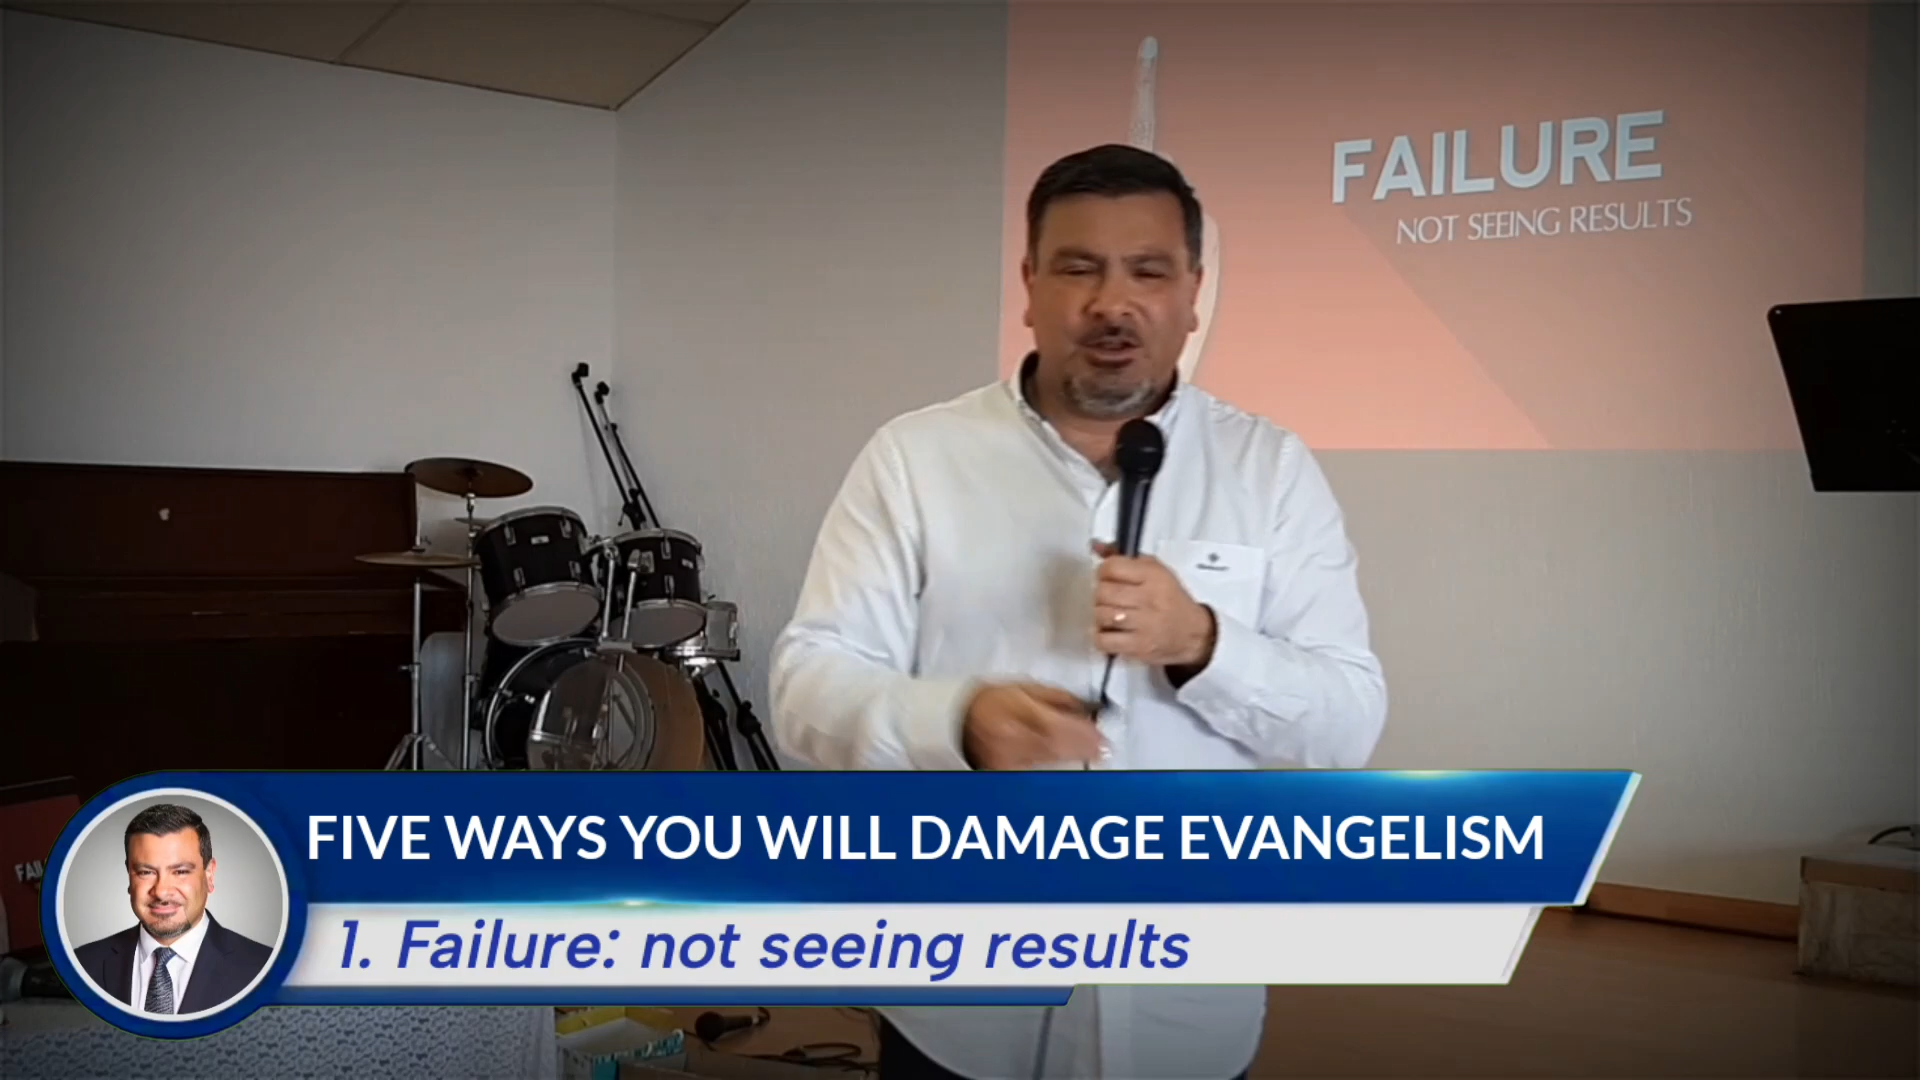 FAILURE
NOT SEEING RESULTS
FIVE WAYS YOU WILL DAMAGE EVANGELISM
1. Failure: not seeing results